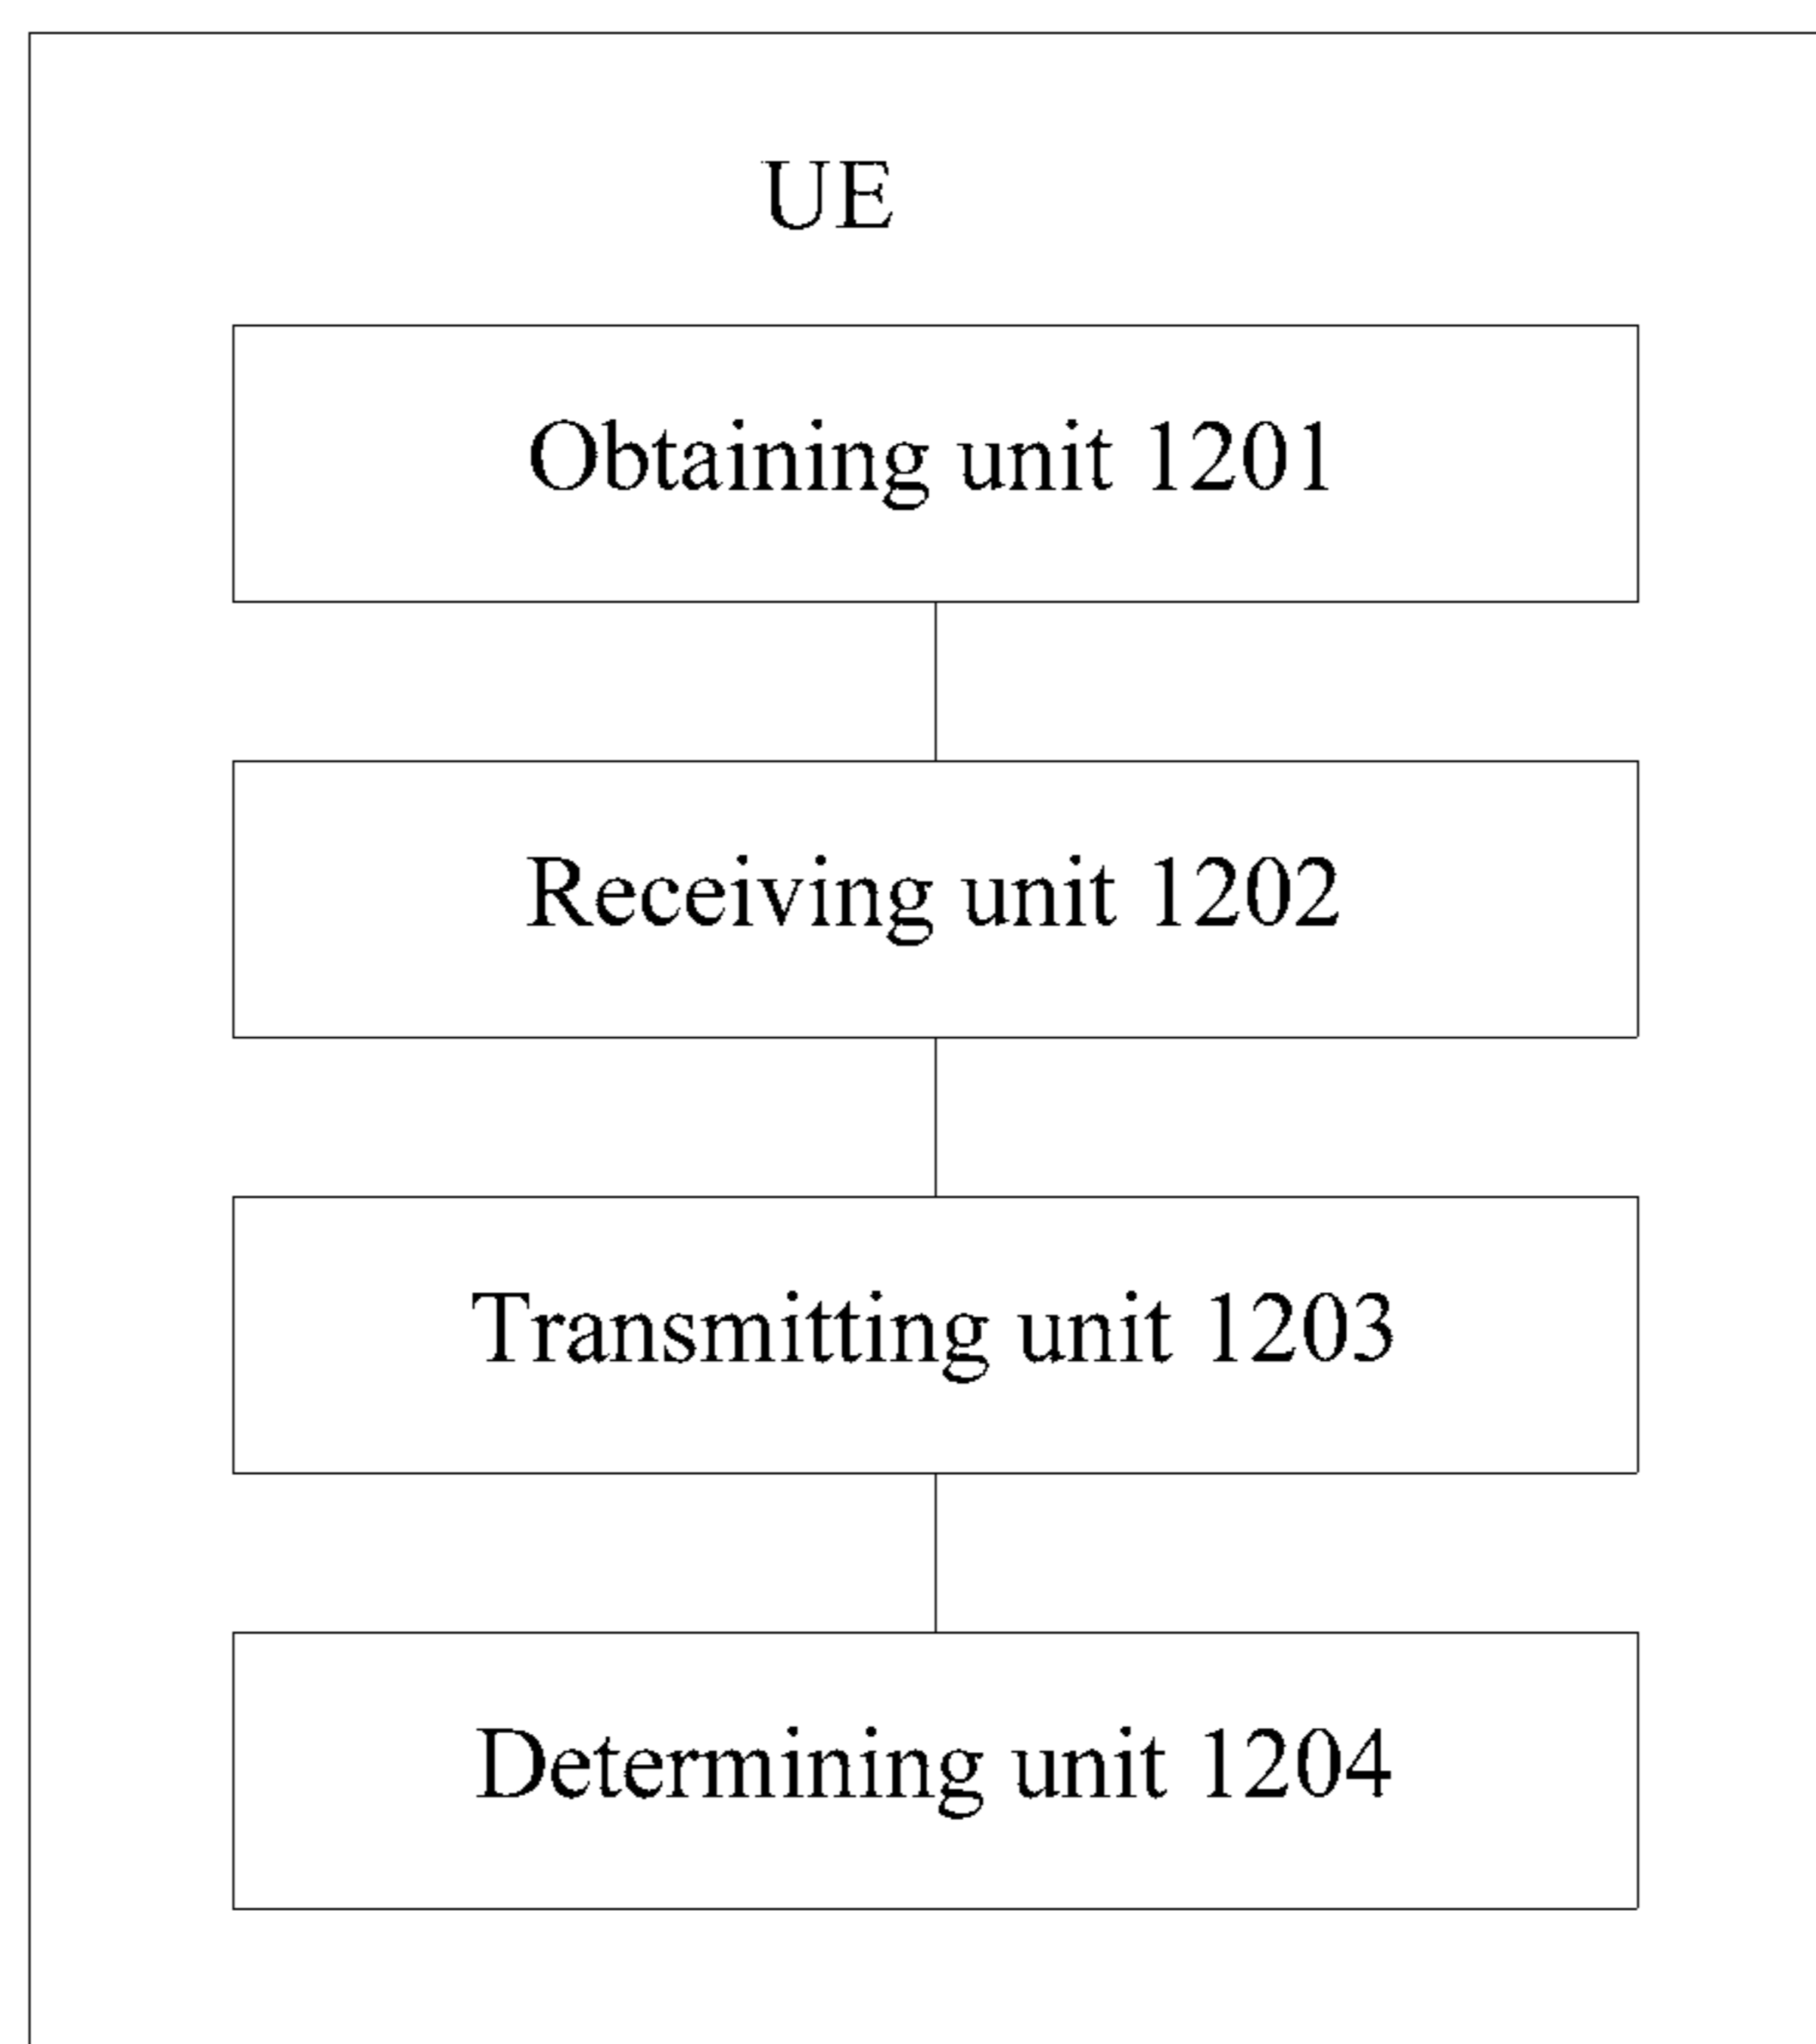 UE
Obtaining unit 1201
Receiving unit 1202
Transmitting unit 1203
Determining unit 1204